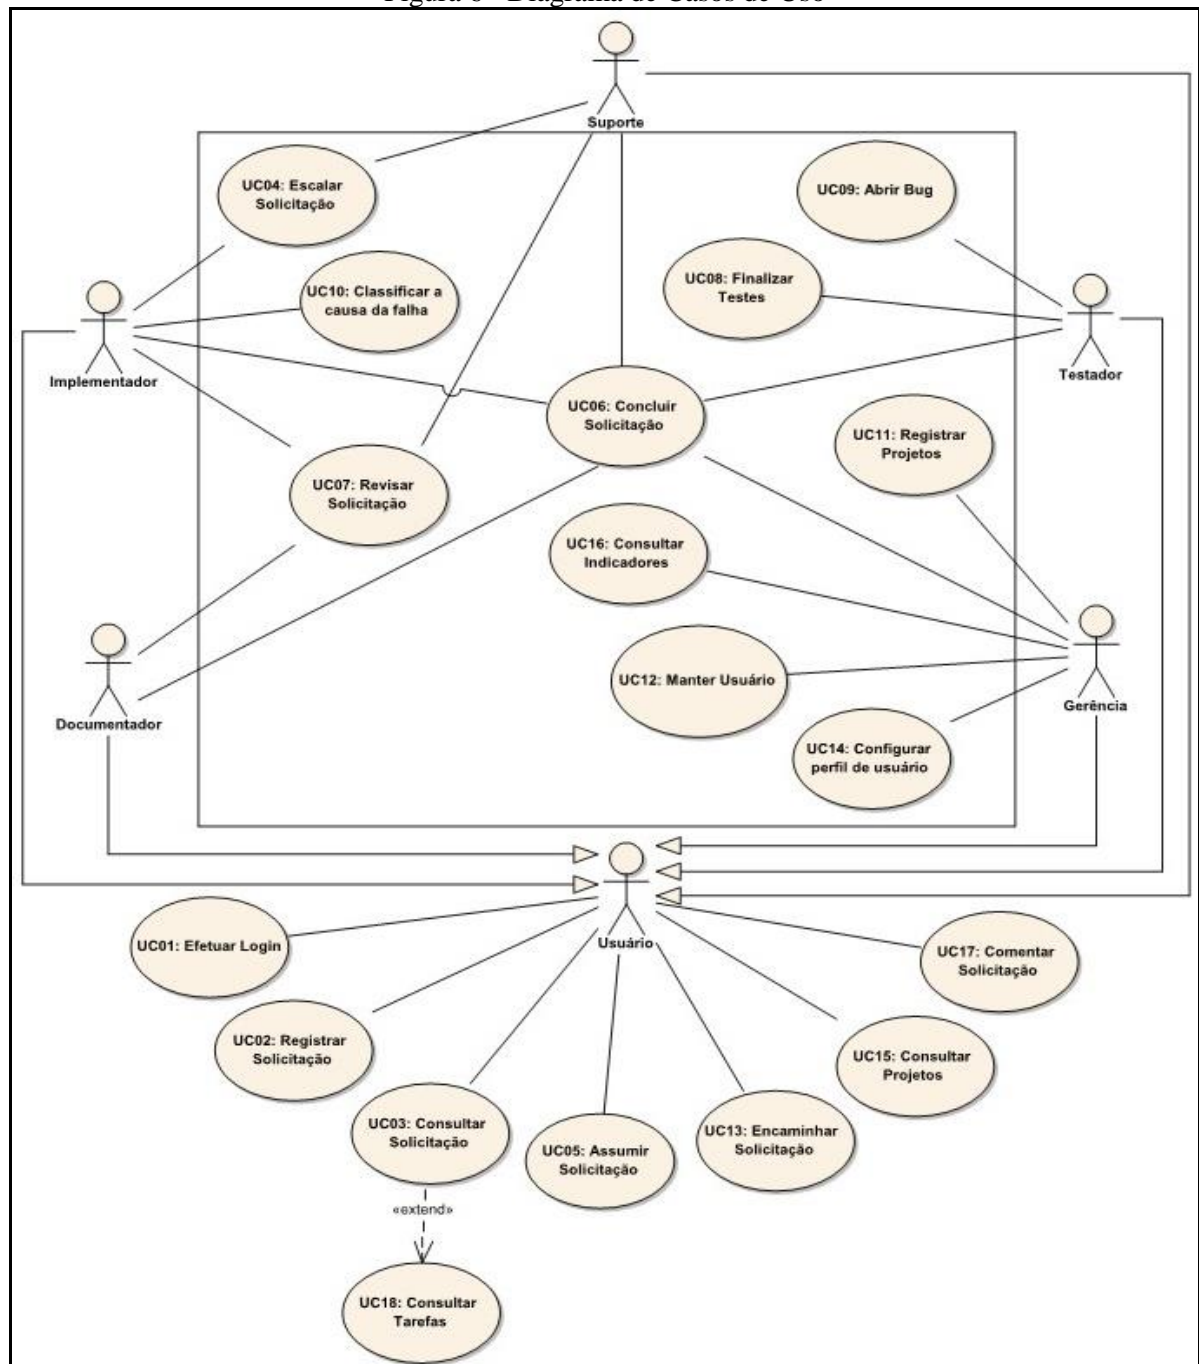 Figura 6 - Diagrama de Casos de Uso
Suporte
UC04: Escalar
Solicitação
UC09: Abrir Bug
UC10: Classificar a
causa da falha
UC08: Finalizar
Testes
Implementador
Testador
UC06: Concluir
Solicitação
UC11: Registrar
Projetos
UC07: Revisar
Solicitação
UC16: Consultar
Indicadores
UC12: Manter Usuário
Documentador
Gerência
UC14: Configurar
perfil de usuário
Usuário
UC01: Efetuar Login
UC17: Comentar
Solicitação
UC02: Registrar
Solicitação
UC15: Consultar
Projetos
UC03: Consultar
Solicitação
UC05: Assumir
Solicitação
UC13: Encaminhar
Solicitação
«extend»
UC18: Consultar
Tarefas